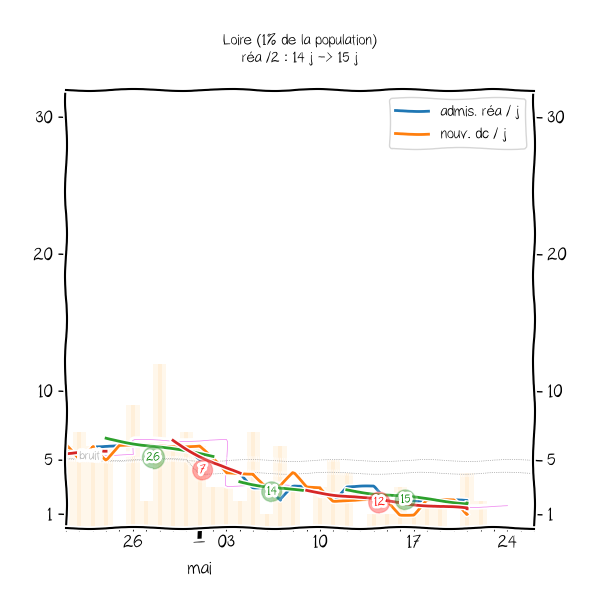 Loire (1% de la population)
réa /2 : 14 j -> 15 j
admis. réa / j
nouv. dc / j
30 30
20 20
10 10
5 5
1 1
bruit
26
7
14
12
15
26 03 10 17 24
mai